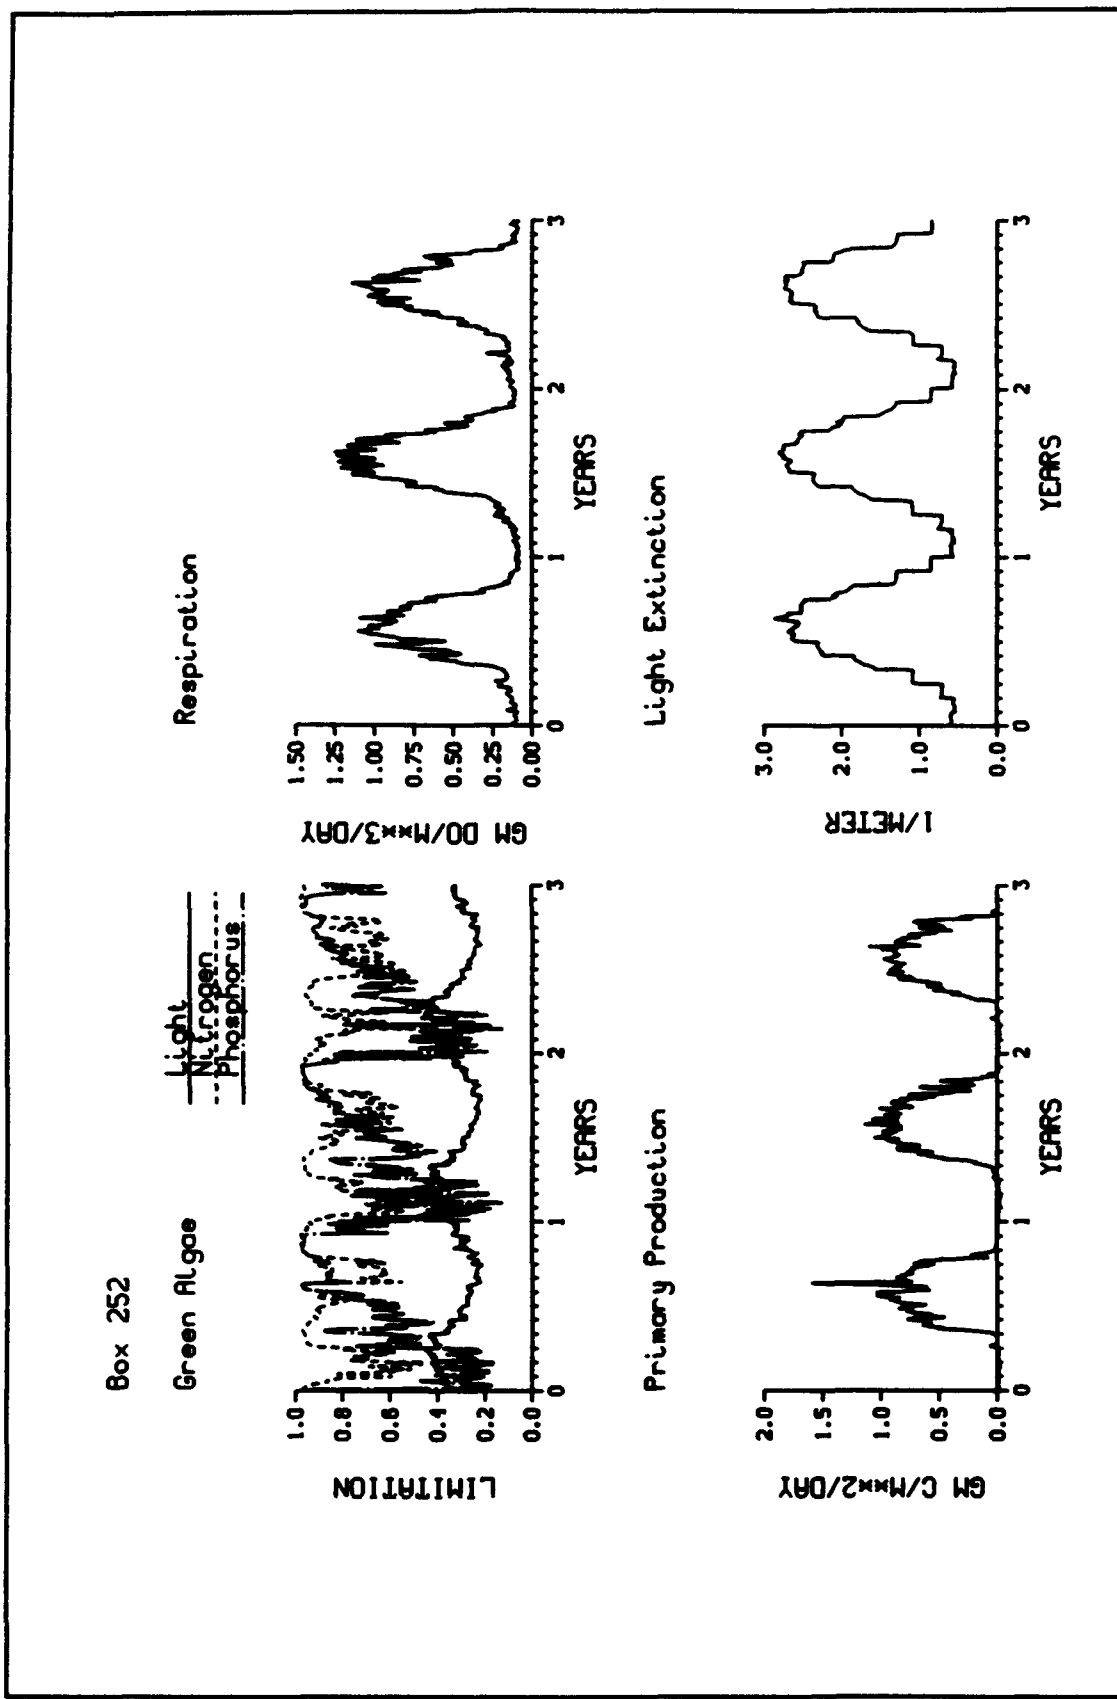 Box 252
Green Algae
Light
Nitrogen
Phosphorus
LIMITATION
1.0
0.8
0.6
0.4
0.2
0.0
0 1 2 3
YEARS
Respiration
GM DO/M**3/DAY
1.50
1.25
1.00
0.75
0.50
0.25
0.00
0 1 2 3
YEARS
Primary Production
GM C/M**2/DAY
2.0
1.5
1.0
0.5
0.0
0 1 2 3
YEARS
Light Extinction
1/METER
3.0
2.0
1.0
0.0
0 1 2 3
YEARS